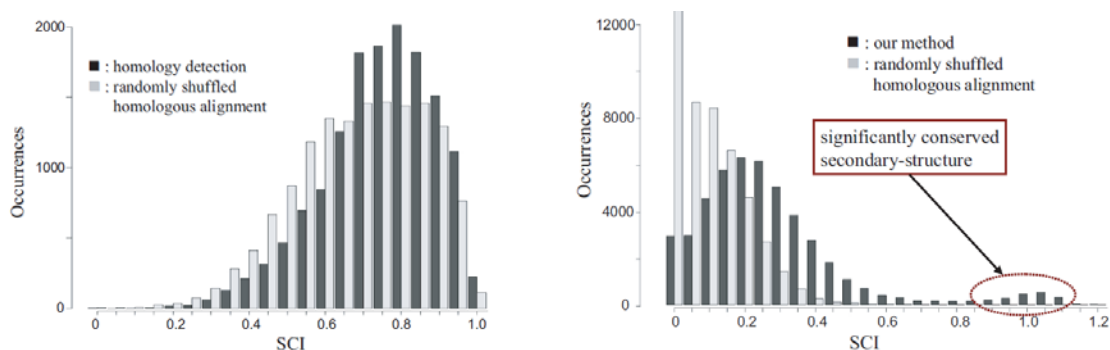 2000
1000
0
Occurrences
: homology detection
: randomly shuffled
homologous alignment
0
0.2
0.4
0.6
0.8
1.0
SCI
12000
8000
4000
0
Occurrences
: our method
: randomly shuffled
homologous alignment
significantly conserved
secondary-structure
0
0.2
0.4
0.6
0.8
1.0
1.2
SCI